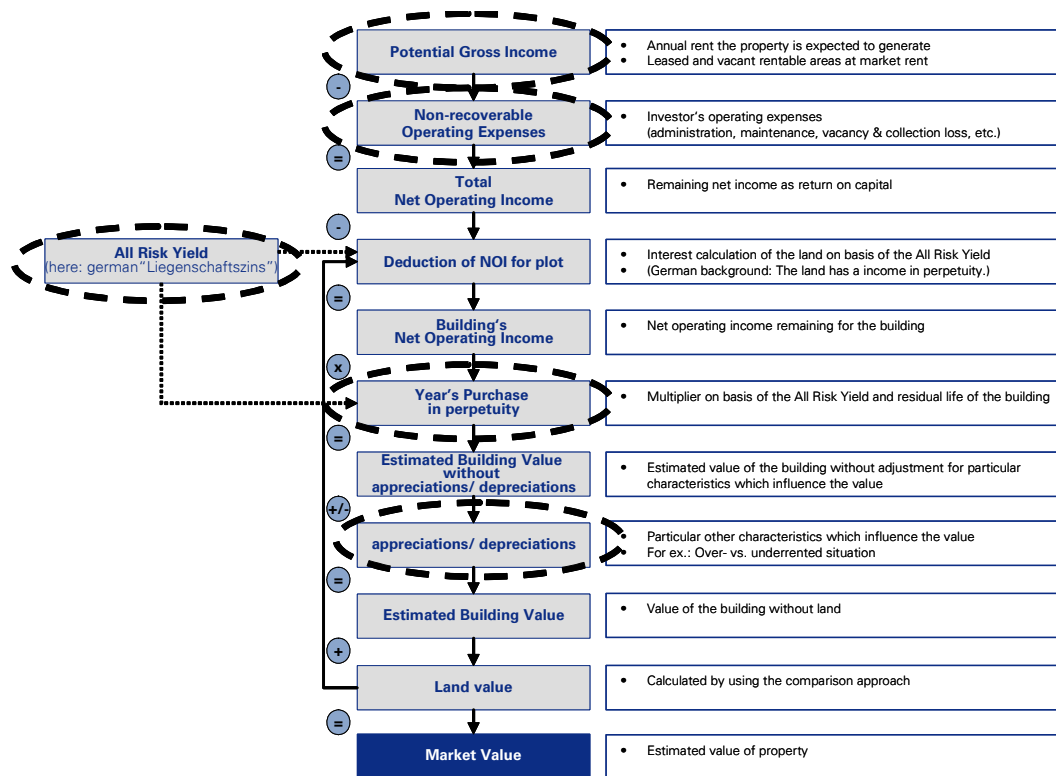 Potential Gross Income
• Annual rent the property is expected to generate
• Leased and vacant rentable areas at market rent
-
Non-recoverable
Operating Expenses
• Investor's operating expenses
(administration, maintenance, vacancy & collection loss, etc.)
=
Total
Net Operating Income
• Remaining net income as return on capital
-
All Risk Yield
(here: german"Liegenschaftszins")
Deduction of NOI for plot
• Interest calculation of the land on basis of the All Risk Yield
• (German background: The land has a income in perpetuity.)
=
Building's
Net Operating Income
• Net operating income remaining for the building
x
Year's Purchase
in perpetuity
• Multiplier on basis of the All Risk Yield and residual life of the building
=
Estimated Building Value
without
appreciations/ depreciations
• Estimated value of the building without adjustment for particular
characteristics which influence the value
+/-
appreciations/ depreciations
• Particular other characteristics which influence the value
• For ex.: Over- vs. underrented situation
=
Estimated Building Value
• Value of the building without land
+
Land value
• Calculated by using the comparison approach
=
Market Value
• Estimated value of property